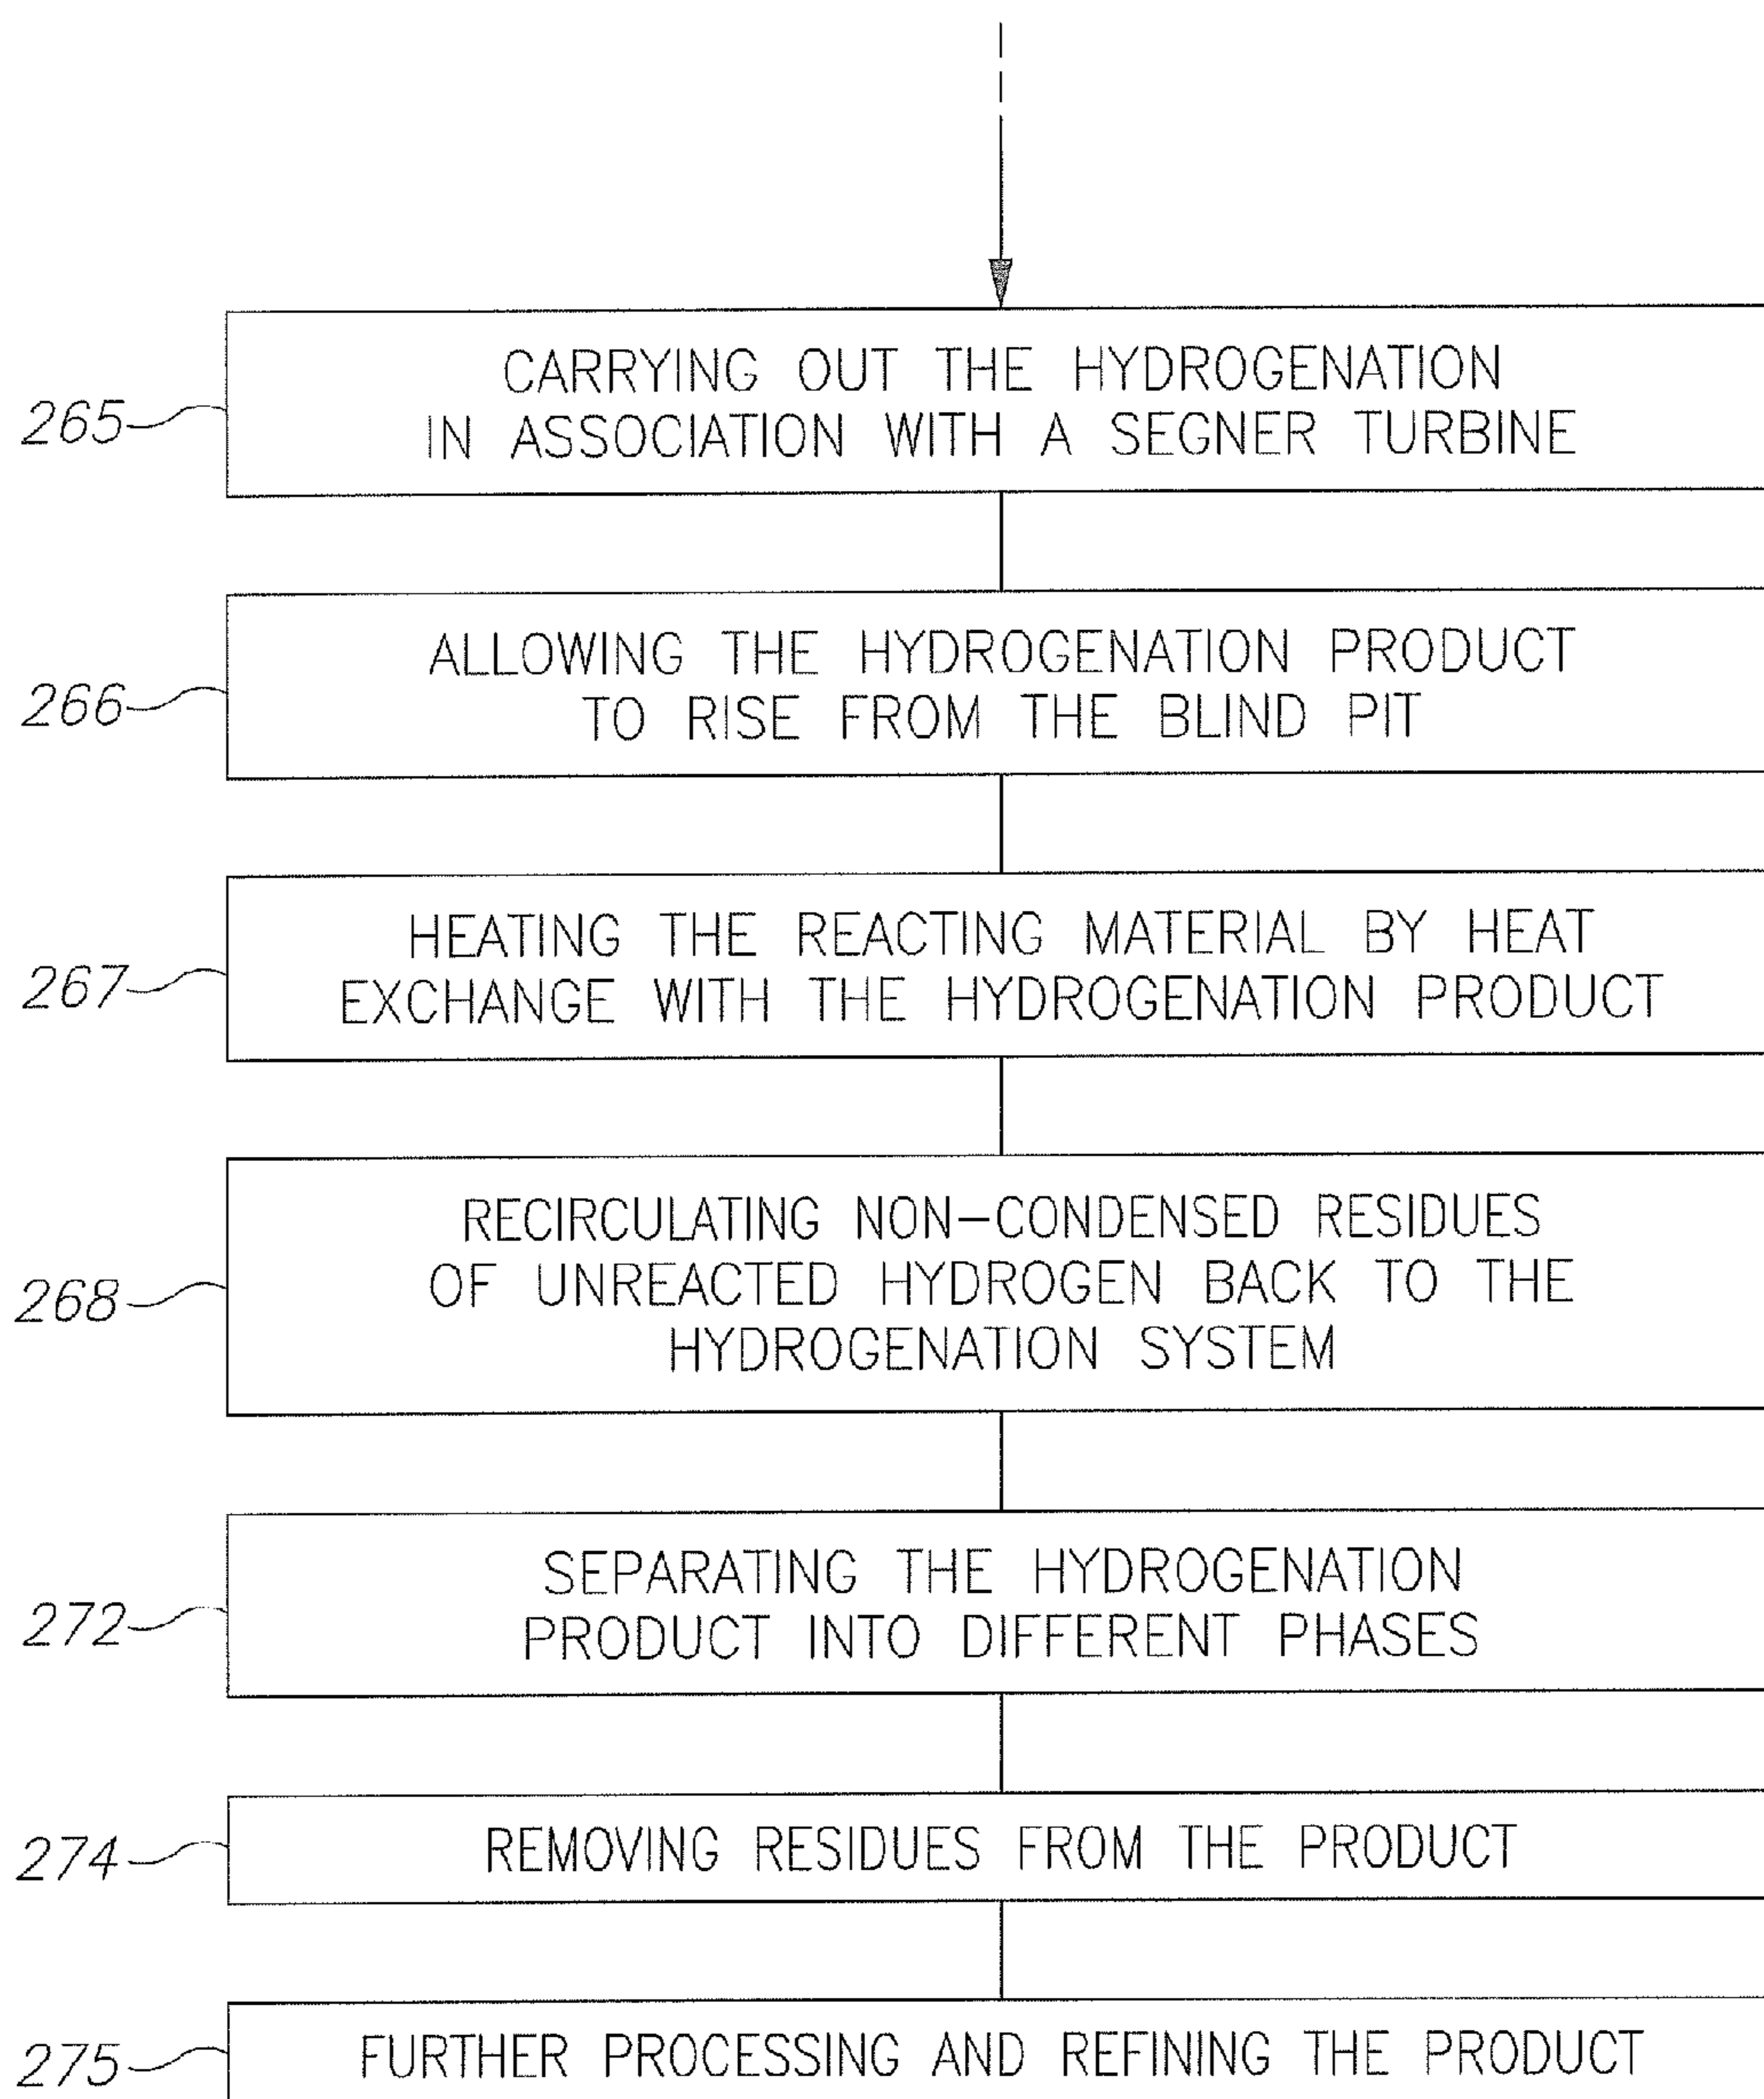 265
CARRYING OUT THE HYDROGENATION
IN ASSOCIATION WITH A SEGNER TURBINE
266
ALLOWING THE HYDROGENATION PRODUCT
TO RISE FROM THE BLIND PIT
267
HEATING THE REACTING MATERIAL BY HEAT
EXCHANGE WITH THE HYDROGENATION PRODUCT
268
RECIRCULATING NON-CONDENSED RESIDUES
OF UNREACTED HYDROGEN BACK TO THE
HYDROGENATION SYSTEM
272
SEPARATING THE HYDROGENATION
PRODUCT INTO DIFFERENT PHASES
274
REMOVING RESIDUES FROM THE PRODUCT
275
FURTHER PROCESSING AND REFINING THE PRODUCT